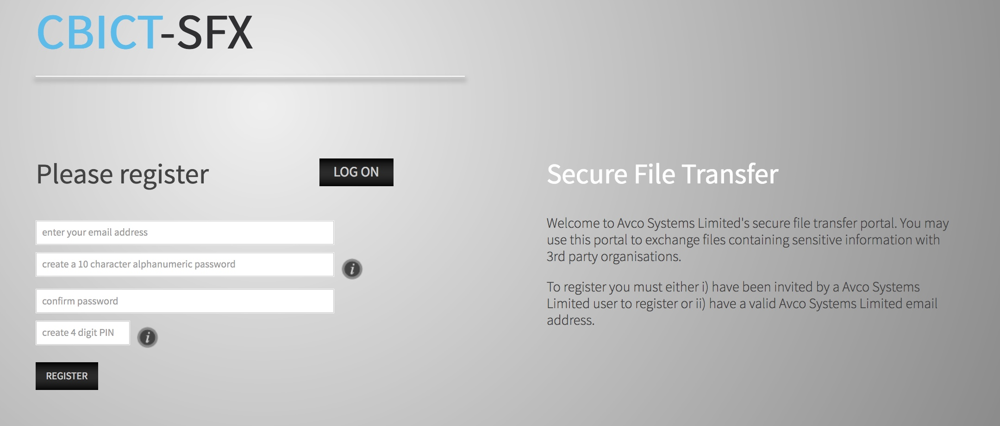 CBICT-SFX
Please register
LOG ON
enter your email address
create a 10 character alphanumeric password
i
confirm password
create 4 digit PIN
i
REGISTER
Secure File Transfer
Welcome to Avco Systems Limited's secure file transfer portal. You may
use this portal to exchange files containing sensitive information with
3rd party organisations.
To register you must either i) have been invited by a Avco Systems
Limited user to register or ii) have a valid Avco Systems Limited email
address.